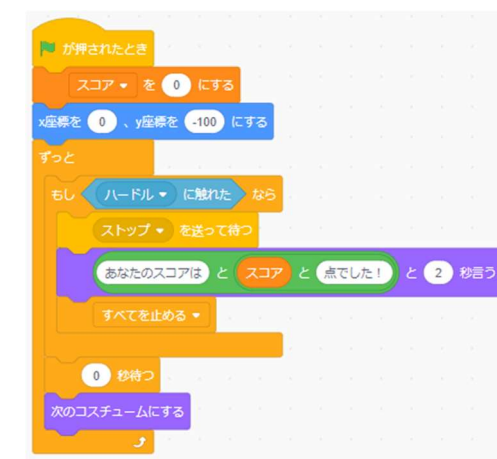 が押されたとき
スコア を 0 にする
x座標を 0 、y座標を -100 にする
ずっと
もし ハードル に触れた なら
ストップ を送って待つ
あなたのスコアは と スコア と 点でした! と 2 秒言う
すべてを止める
0 秒待つ
次のコスチュームにする